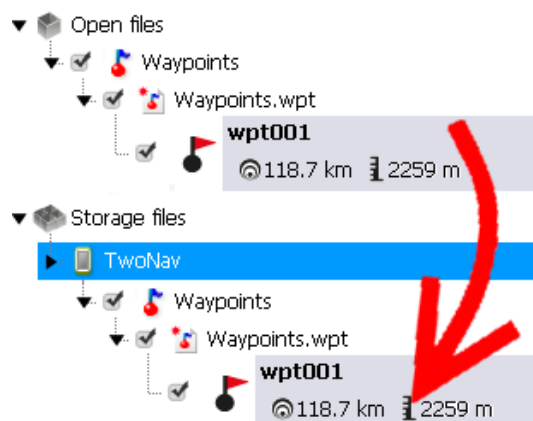 Open files
Waypoints
Waypoints.wpt
wpt001
118.7 km 2259 m
Storage files
TwoNav
Waypoints
Waypoints.wpt
wpt001
118.7 km 2259 m